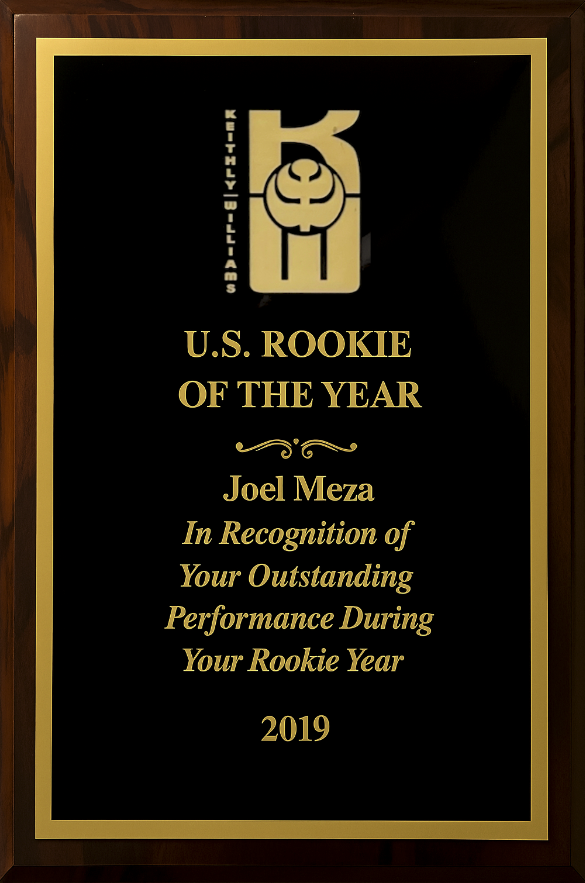 KEITHLY WILLIAMS
U.S. ROOKIE
OF THE YEAR
Joel Meza
In Recognition of
Your Outstanding
Performance During
Your Rookie Year
2019